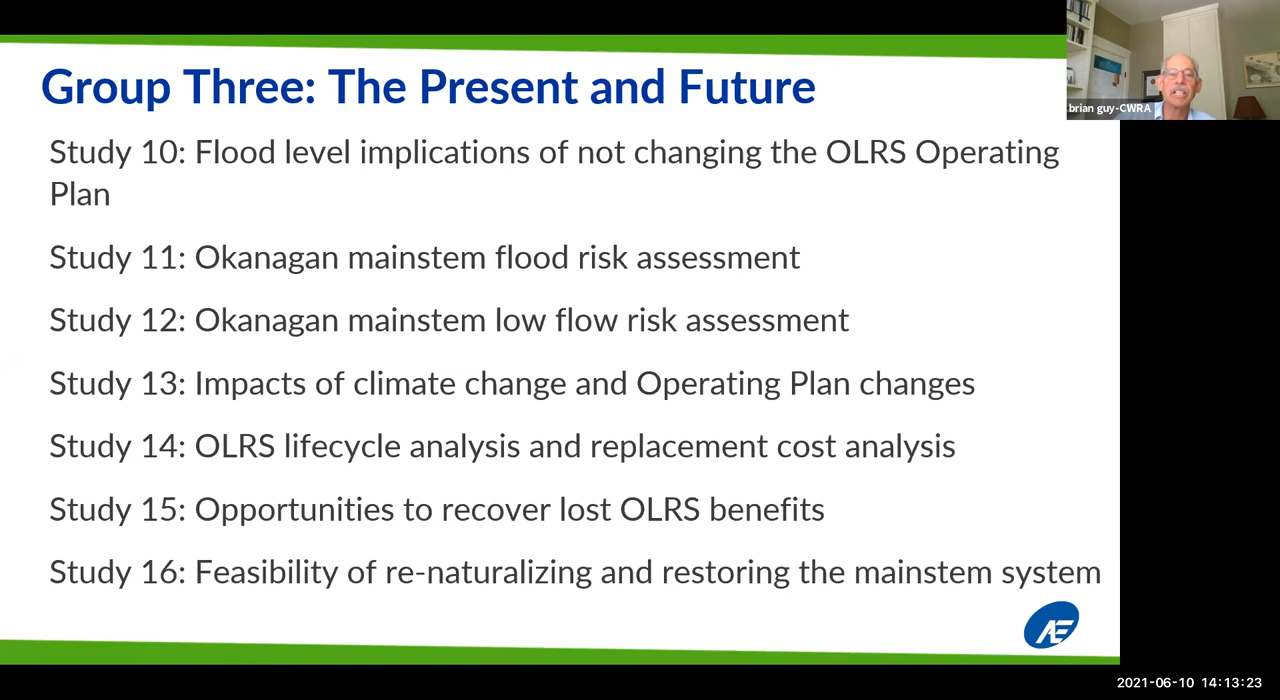 Group Three: The Present and Future
Study 10: Flood level implications of not changing the OLRS Operating
Plan
Study 11: Okanagan mainstem flood risk assessment
Study 12: Okanagan mainstem low flow risk assessment
Study 13: Impacts of climate change and Operating Plan changes
Study 14: OLRS lifecycle analysis and replacement cost analysis
Study 15: Opportunities to recover lost OLRS benefits
Study 16: Feasibility of re-naturalizing and restoring the mainstem system
AE
brian guy-CWRA
2021-06-10 14:13:23